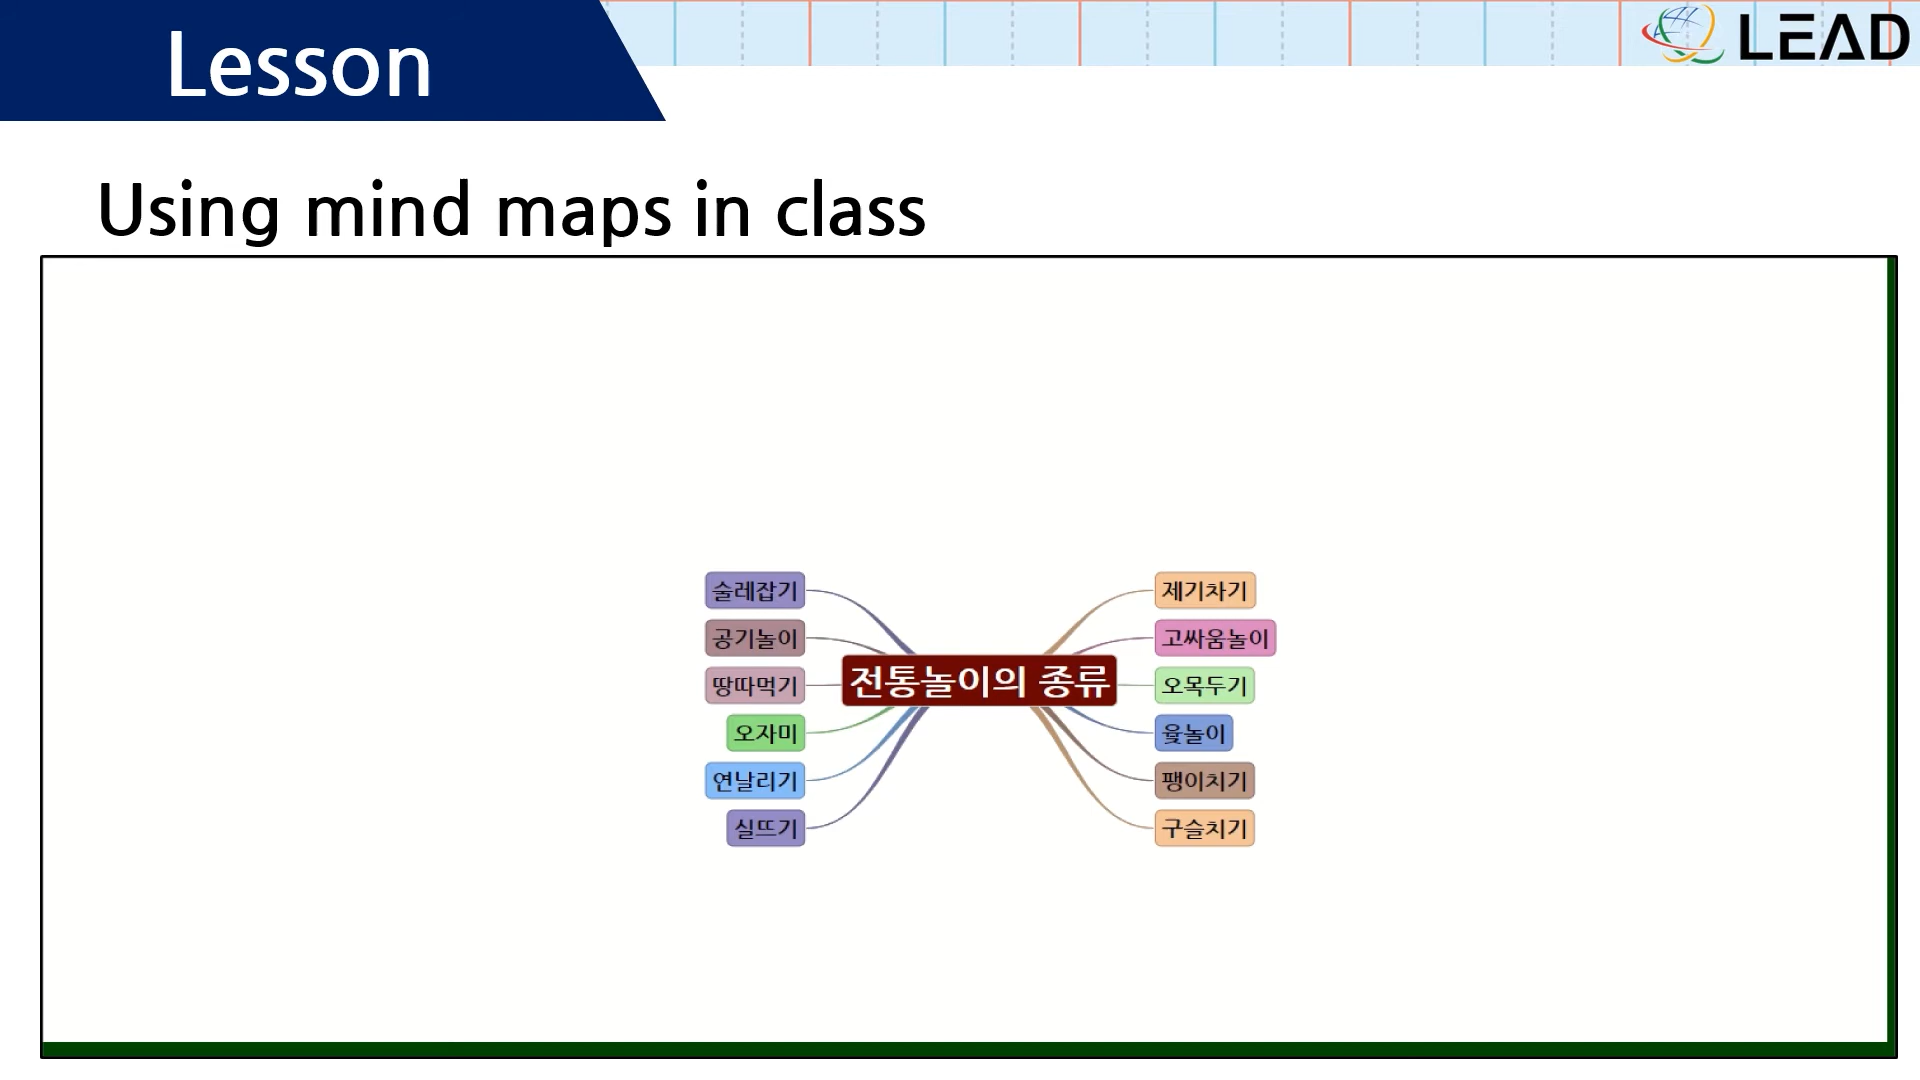 Lesson
LEAD
Using mind maps in class
전통놀이의 종류
술레잡기
공기놀이
땅따먹기
오자미
연날리기
실뜨기
제기차기
고싸움놀이
오목두기
윷놀이
팽이치기
구슬치기